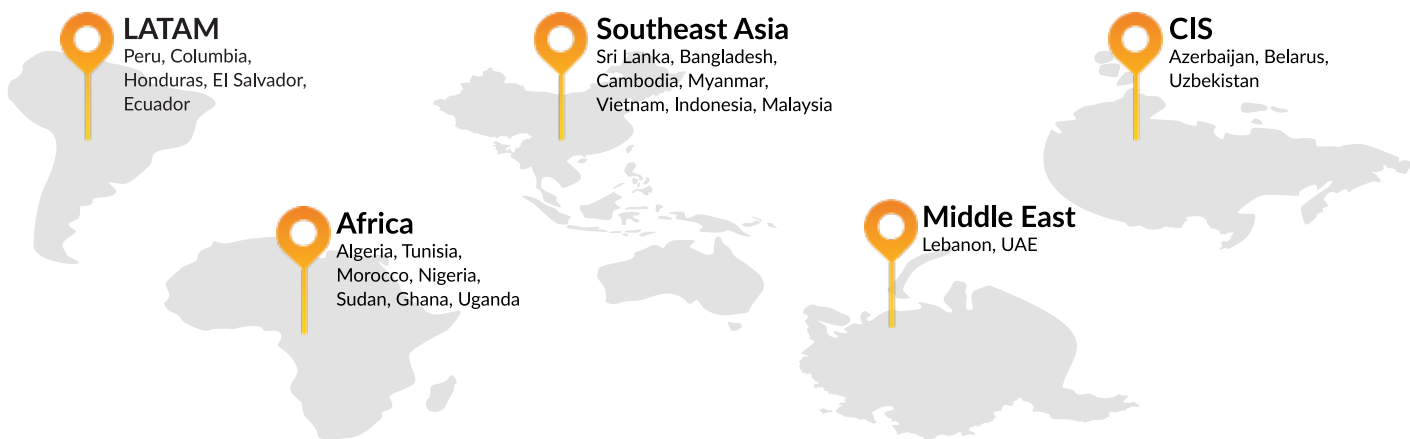 LATAM
Peru, Columbia,
Honduras, El Salvador,
Ecuador
Southeast Asia
Sri Lanka, Bangladesh,
Cambodia, Myanmar,
Vietnam, Indonesia, Malaysia
CIS
Azerbaijan, Belarus,
Uzbekistan
Africa
Algeria, Tunisia,
Morocco, Nigeria,
Sudan, Ghana, Uganda
Middle East
Lebanon, UAE